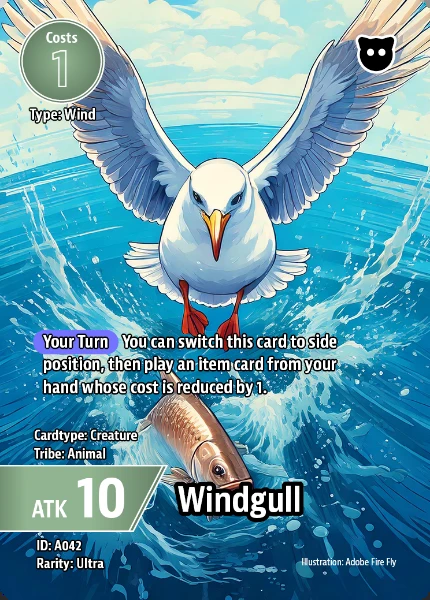 Costs
1
Type: Wind
Your Turn You can switch this card to side
position, then play an item card from your
hand whose cost is reduced by 1.
Cardtype: Creature
Tribe: Animal
ATK 10
Windgull
ID: A042
Rarity: Ultra
Illustration: Adobe Fire Fly